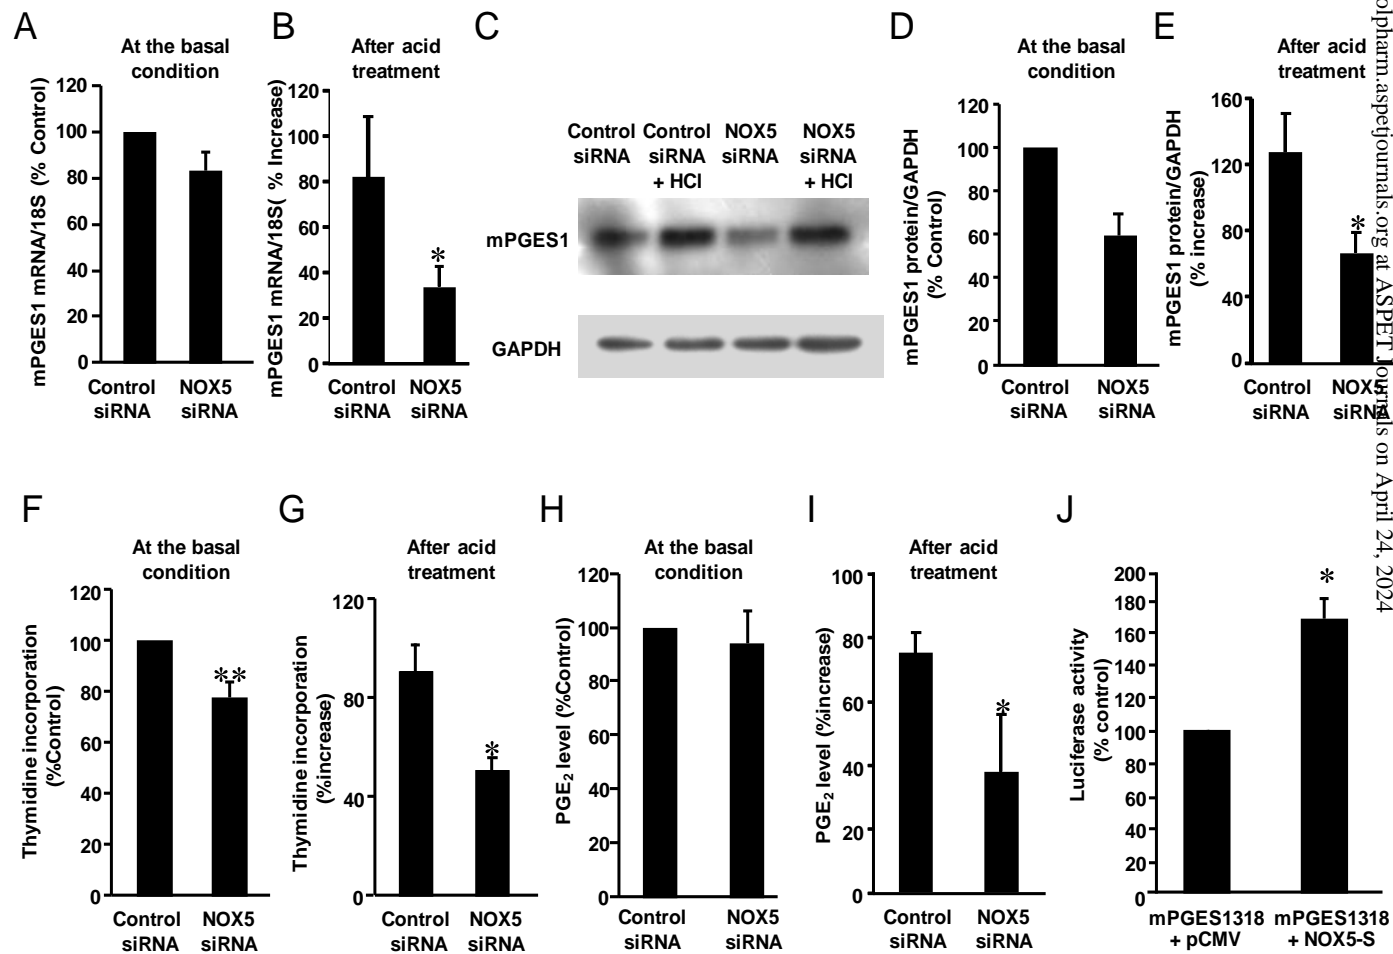 A
At the basal
condition
mPGES1 mRNA/18S (% Control)
120
100
80
60
40
20
0
Control
siRNA
NOX5
siRNA
B
After acid
treatment
mPGES1 mRNA/18S( % Increase)
120
100
80
60
40
20
0
*
Control
siRNA
NOX5
siRNA
C
Control
siRNA
Control
siRNA
+ HCl
NOX5
siRNA
NOX5
siRNA
+ HCl
mPGES1
GAPDH
D
At the basal
condition
mPGES1 protein/GAPDH
(% Control)
120
100
80
60
40
20
0
Control
siRNA
NOX5
siRNA
E
After acid
treatment
mPGES1 protein/GAPDH
(% increase)
160
120
80
40
0
*
Control
siRNA
NOX5
siRNA
olpharm.aspetjournals.org at ASPET Journals on April 24, 2024
F
At the basal
condition
Thymidine incorporation
(%Control)
120
100
80
60
40
20
0
**
Control
siRNA
NOX5
siRNA
G
After acid
treatment
Thymidine incorporation
(%increase)
120
80
40
0
*
Control
siRNA
NOX5
siRNA
H
At the basal
condition
PGE₂ level (%Control)
120
100
80
60
40
20
0
Control
siRNA
NOX5
siRNA
I
After acid
treatment
PGE₂ level (%increase)
100
80
60
40
20
0
*
Control
siRNA
NOX5
siRNA
J
Luciferase activity
(% control)
200
180
160
140
120
100
80
60
40
20
0
*
mPGES1318
+ pCMV
mPGES1318
+ NOX5-S